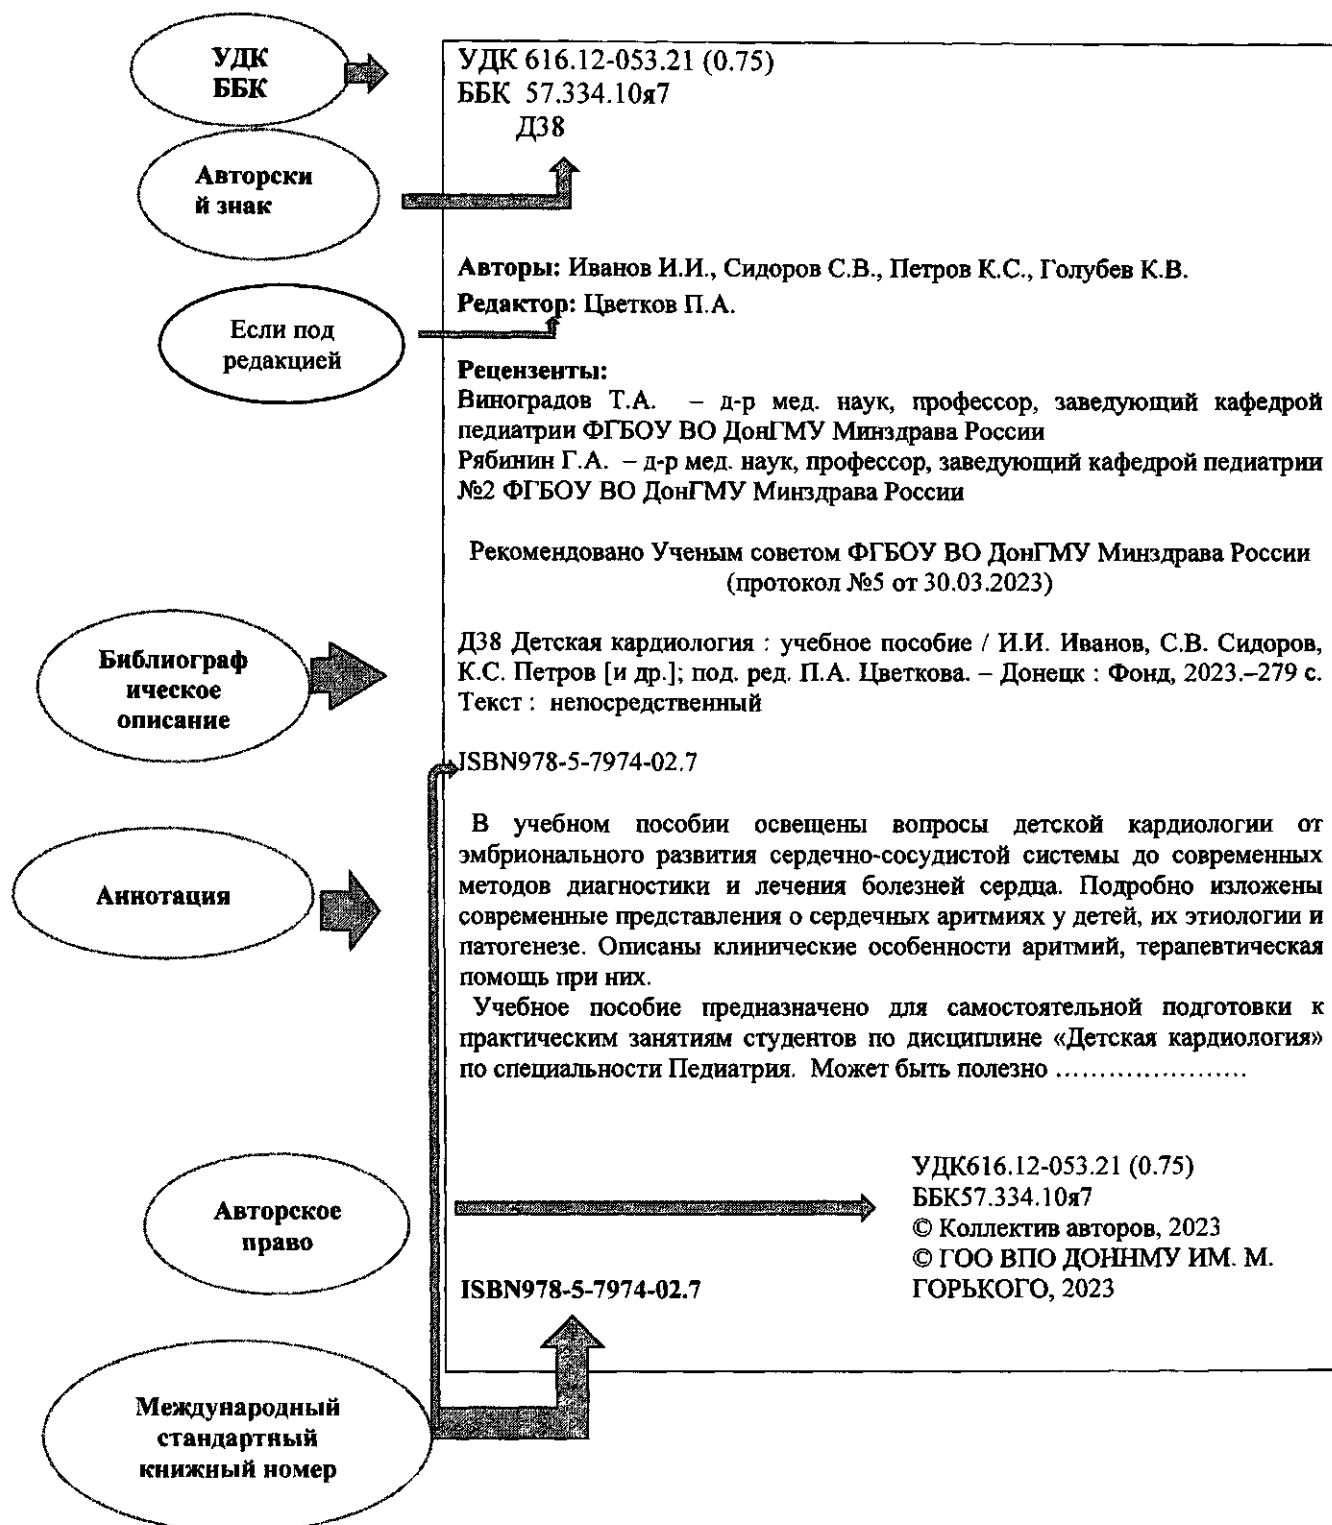 УДК
ББК
УДК 616.12-053.21 (0.75)
ББК 57.334.10я7
Д38
Авторски
й знак
Авторы: Иванов И.И., Сидоров С.В., Петров К.С., Голубев К.В.
Редактор: Цветков П.А.
Если под
редакцией
Рецензенты:
Виноградов Т.А. – д-р мед. наук, профессор, заведующий кафедрой
педиатрии ФГБОУ ВО ДонГМУ Минздрава России
Рябинин Г.А. – д-р мед. наук, профессор, заведующий кафедрой педиатрии
№2 ФГБОУ ВО ДонГМУ Минздрава России
Рекомендовано Ученым советом ФГБОУ ВО ДонГМУ Минздрава России
(протокол №5 от 30.03.2023)
Библиограф
ическое
описание
Д38 Детская кардиология : учебное пособие / И.И. Иванов, С.В. Сидоров,
К.С. Петров [и др.]; под. ред. П.А. Цветкова. – Донецк : Фонд, 2023.–279 с.
Текст : непосредственный
ISBN978-5-7974-02.7
Аннотация
В учебном пособии освещены вопросы детской кардиологии от
эмбрионального развития сердечно-сосудистой системы до современных
методов диагностики и лечения болезней сердца. Подробно изложены
современные представления о сердечных аритмиях у детей, их этиологии и
патогенезе. Описаны клинические особенности аритмий, терапевтическая
помощь при них.
Учебное пособие предназначено для самостоятельной подготовки к
практическим занятиям студентов по дисциплине «Детская кардиология»
по специальности Педиатрия. Может быть полезно ……………………
Авторское
право
УДК616.12-053.21 (0.75)
ББК57.334.10я7
© Коллектив авторов, 2023
© ГОО ВПО ДОННМУ ИМ. М.
ГОРЬКОГО, 2023
ISBN978-5-7974-02.7
Международный
стандартный
книжный номер